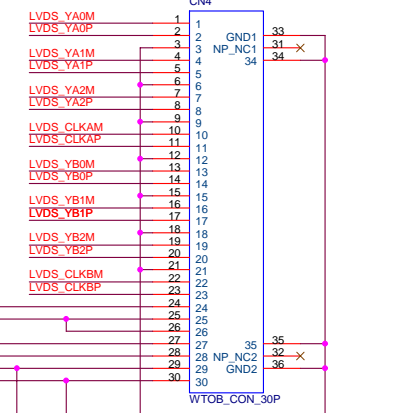 CN4
LVDS_YA0M 1 1
LVDS_YA0P 2 2 GND1 33
3 3 NP_NC1 31
LVDS_YA1M 4 4 34 34
LVDS_YA1P 5 5
6 6
LVDS_YA2M 7 7
LVDS_YA2P 8 8
9 9
LVDS_CLKAM 10 10
LVDS_CLKAP 11 11
12 12
LVDS_YB0M 13 13
LVDS_YB0P 14 14
15 15
LVDS_YB1M 16 16
LVDS_YB1P 17 17
18 18
LVDS_YB2M 19 19
LVDS_YB2P 20 20
21 21
LVDS_CLKBM 22 22
LVDS_CLKBP 23 23
24 24
25 25
26 26
27 27 35 35
28 28 NP_NC2 32
29 29 GND2 36
30 30
WTOB_CON_30P